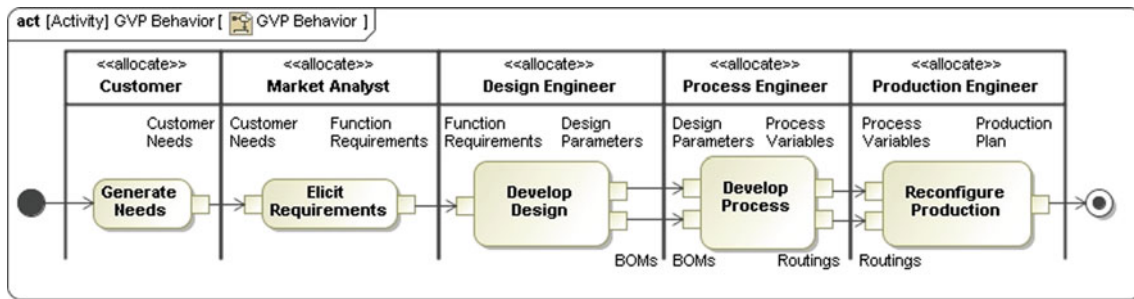 act [Activity] GVP Behavior [ GVP Behavior ]
<<allocate>>
Customer
<<allocate>>
Market Analyst
<<allocate>>
Design Engineer
<<allocate>>
Process Engineer
<<allocate>>
Production Engineer
Customer
Needs
Customer
Needs
Function
Requirements
Function
Requirements
Design
Parameters
Design
Parameters
Process
Variables
Process
Variables
Production
Plan
Generate
Needs
Elicit
Requirements
Develop
Design
Develop
Process
Reconfigure
Production
BOMs
BOMs
Routings
Routings